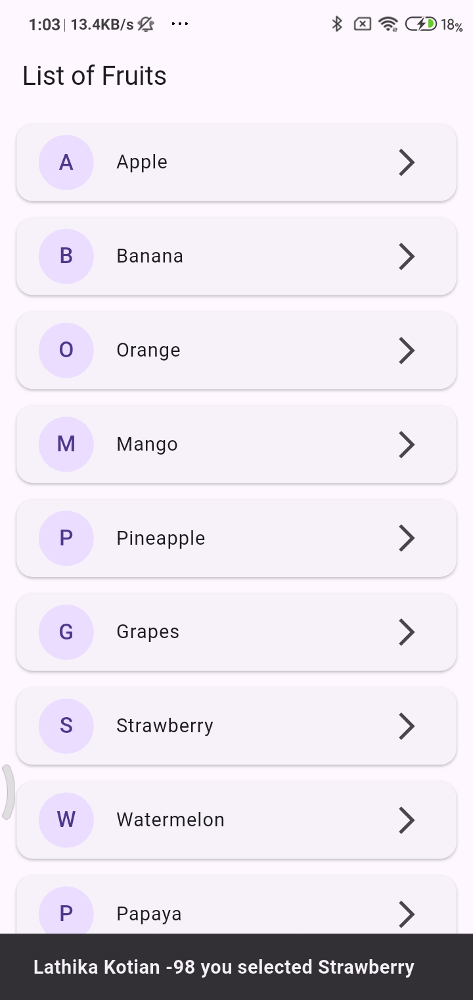 1:03 | 13.4KB/s ... 18%
List of Fruits
A Apple
B Banana
O Orange
M Mango
P Pineapple
G Grapes
S Strawberry
W Watermelon
P Papaya
Lathika Kotian -98 you selected Strawberry